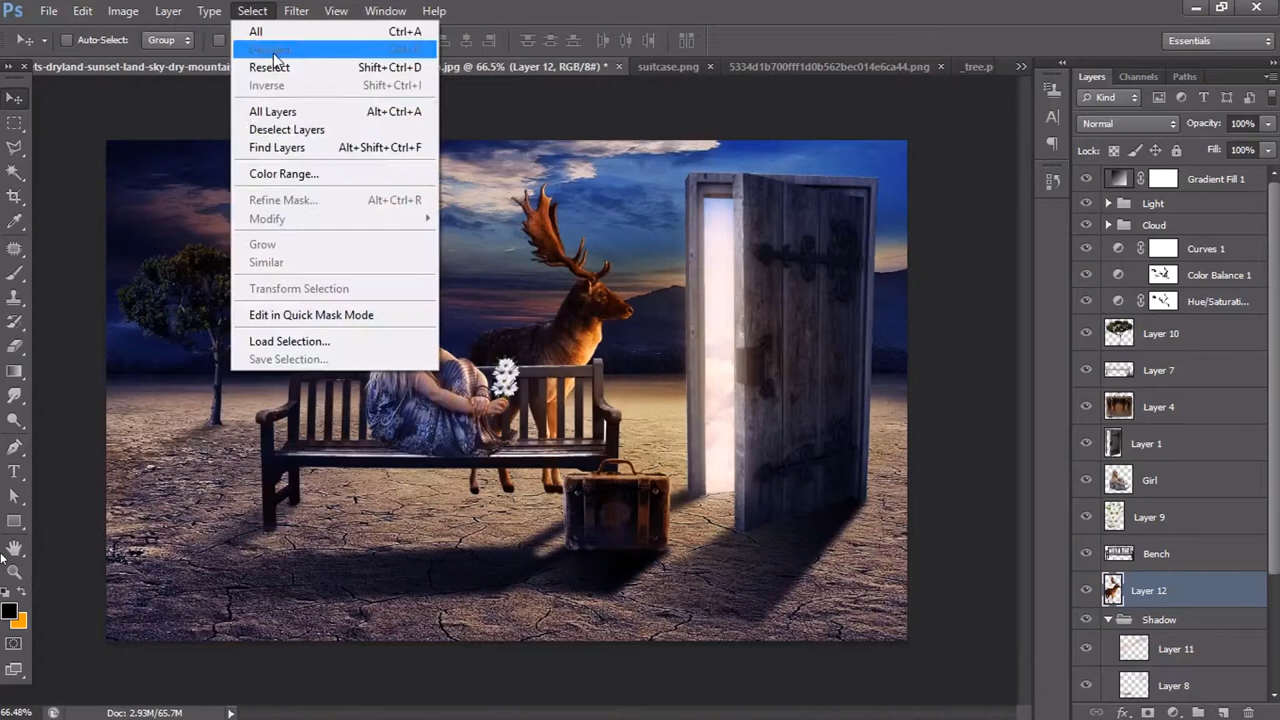 Ps File Edit Image Layer Type Select Filter View Window Help
Auto-Select: Group Essentials
ts-dryland-sunset-land-sky-dry-mountai .jpg @ 66.5% (Layer 12, RGB/8#) * × suitcase.png × 5334d1b700fff1d0b562bec014e6ca44.png × _tree.p
All Ctrl+A
Reselect Shift+Ctrl+D
Inverse Shift+Ctrl+I
All Layers Alt+Ctrl+A
Deselect Layers
Find Layers Alt+Shift+Ctrl+F
Color Range...
Refine Mask... Alt+Ctrl+R
Modify
Grow
Similar
Transform Selection
Edit in Quick Mask Mode
Load Selection...
Save Selection...
Layers Channels Paths
Kind
Normal Opacity: 100%
Lock: Fill: 100%
Gradient Fill 1
Light
Cloud
Curves 1
Color Balance 1
Hue/Saturati...
Layer 10
Layer 7
Layer 4
Layer 1
Girl
Layer 9
Bench
Layer 12
Shadow
Layer 11
Layer 8
66.48% Doc: 2.93M/65.7M